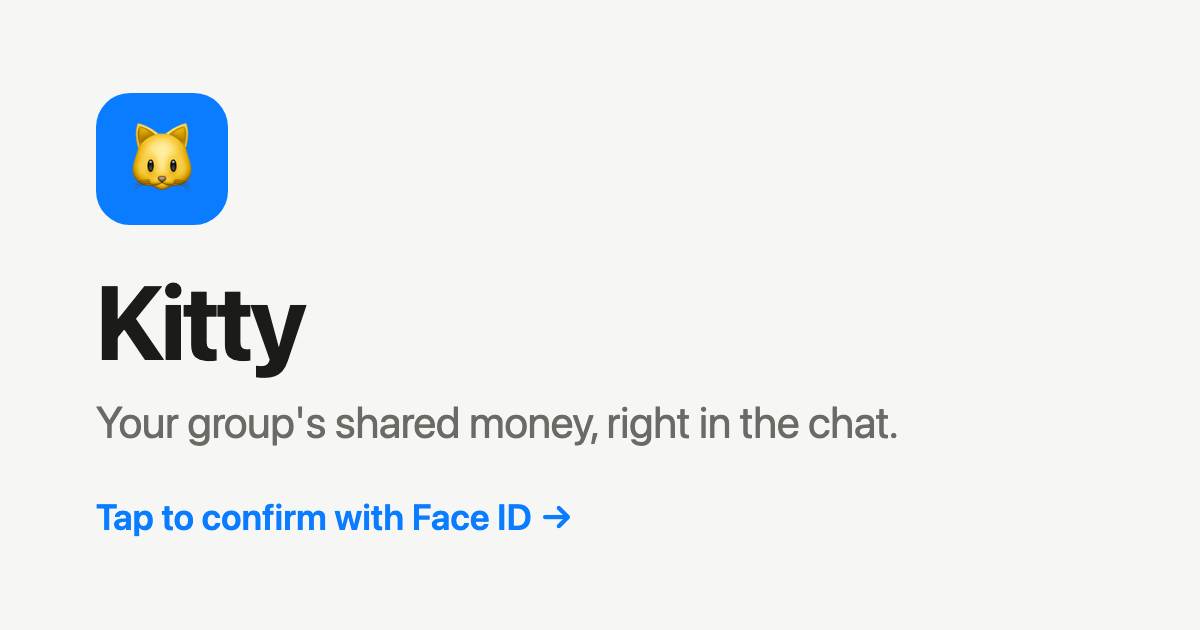 Kitty
Your group's shared money, right in the chat.
Tap to confirm with Face ID →